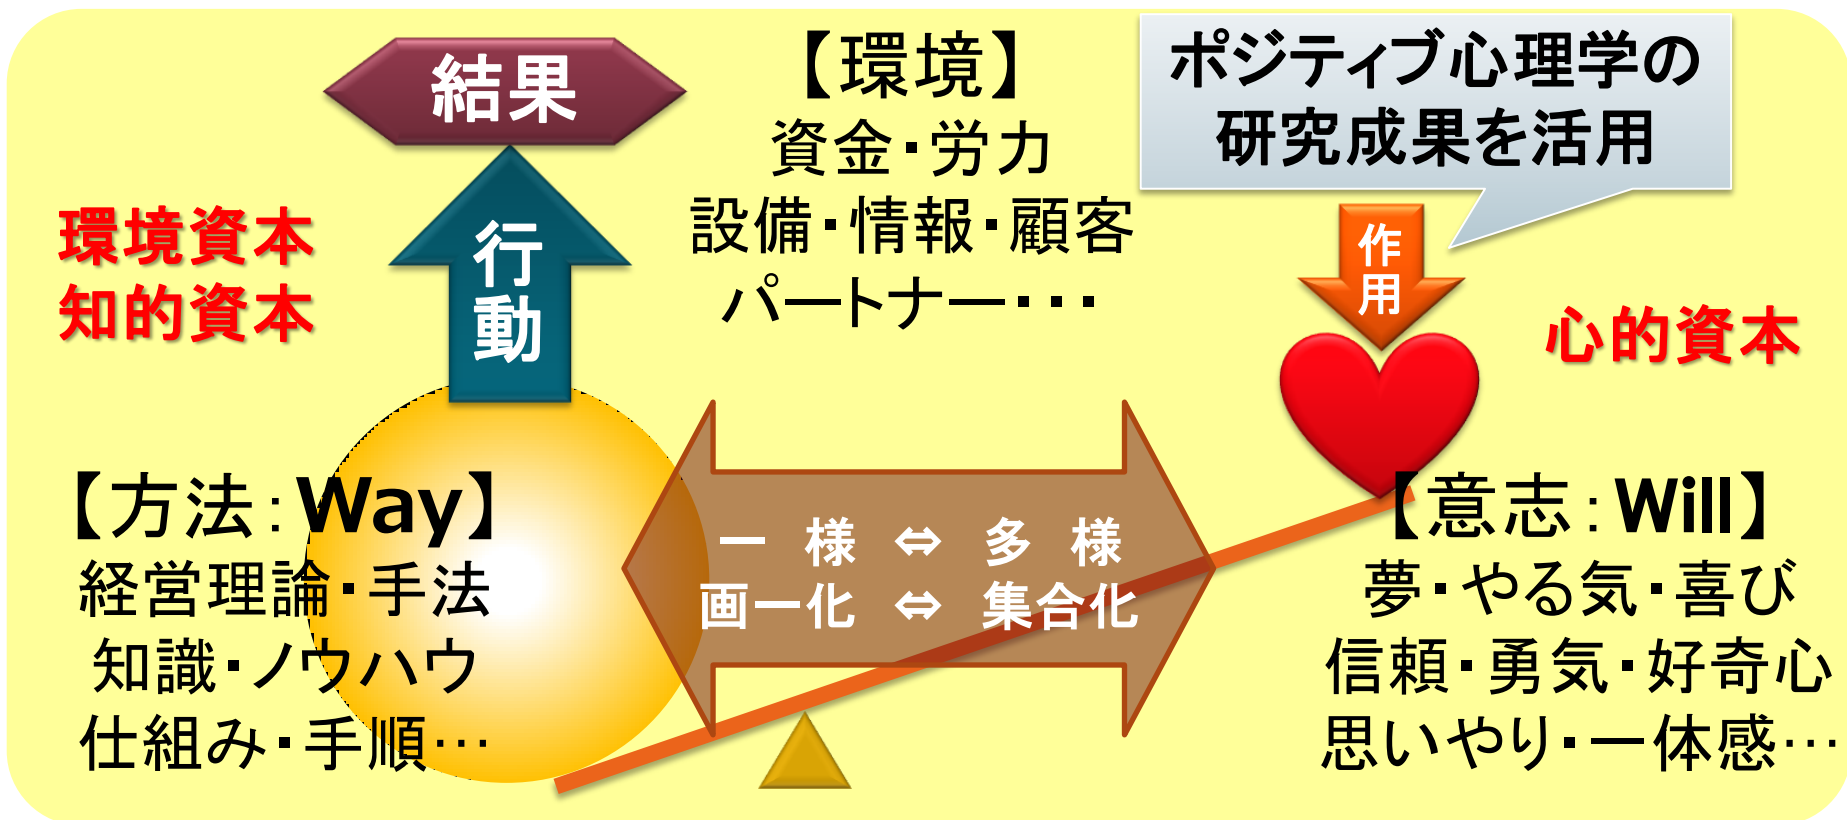 結果
行動
環境資本
知的資本
【環境】
資金・労力
設備・情報・顧客
パートナー・・・
ポジティブ心理学の
研究成果を活用
作用
心的資本
【方法：Way】
経営理論・手法
知識・ノウハウ
仕組み・手順…
一　様　⇔　多　様
画一化　⇔　集合化
【意志：Will】
夢・やる気・喜び
信頼・勇気・好奇心
思いやり・一体感…